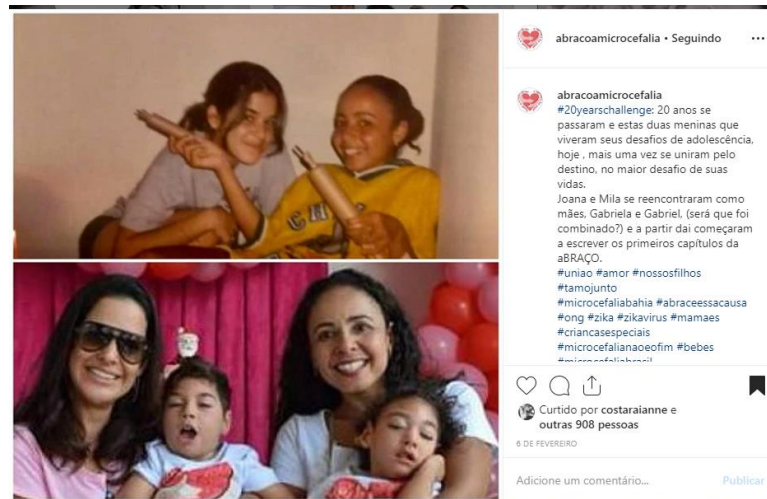 abracoamicrocefalia • Seguindo
abracoamicrocefalia
#20yearschallenge: 20 anos se
passaram e estas duas meninas que
viveram seus desafios de adolescência,
hoje , mais uma vez se uniram pelo
destino, no maior desafio de suas
vidas.
Joana e Mila se reencontraram como
mães, Gabriela e Gabriel, (será que foi
combinado?) e a partir dai começaram
a escrever os primeiros capítulos da
aBRAÇO.
#uniao #amor #nossosfilhos
#tamojunto
#microcefaliabahia #abraceessacausa
#ong #zika #zikavirus #mamaes
#criancasespeciais
#microcefalianaoeofim #bebes
#microcefaliabrasil
Curtido por costaraianne e
outras 908 pessoas
6 DE FEVEREIRO
Adicione um comentário... Publicar